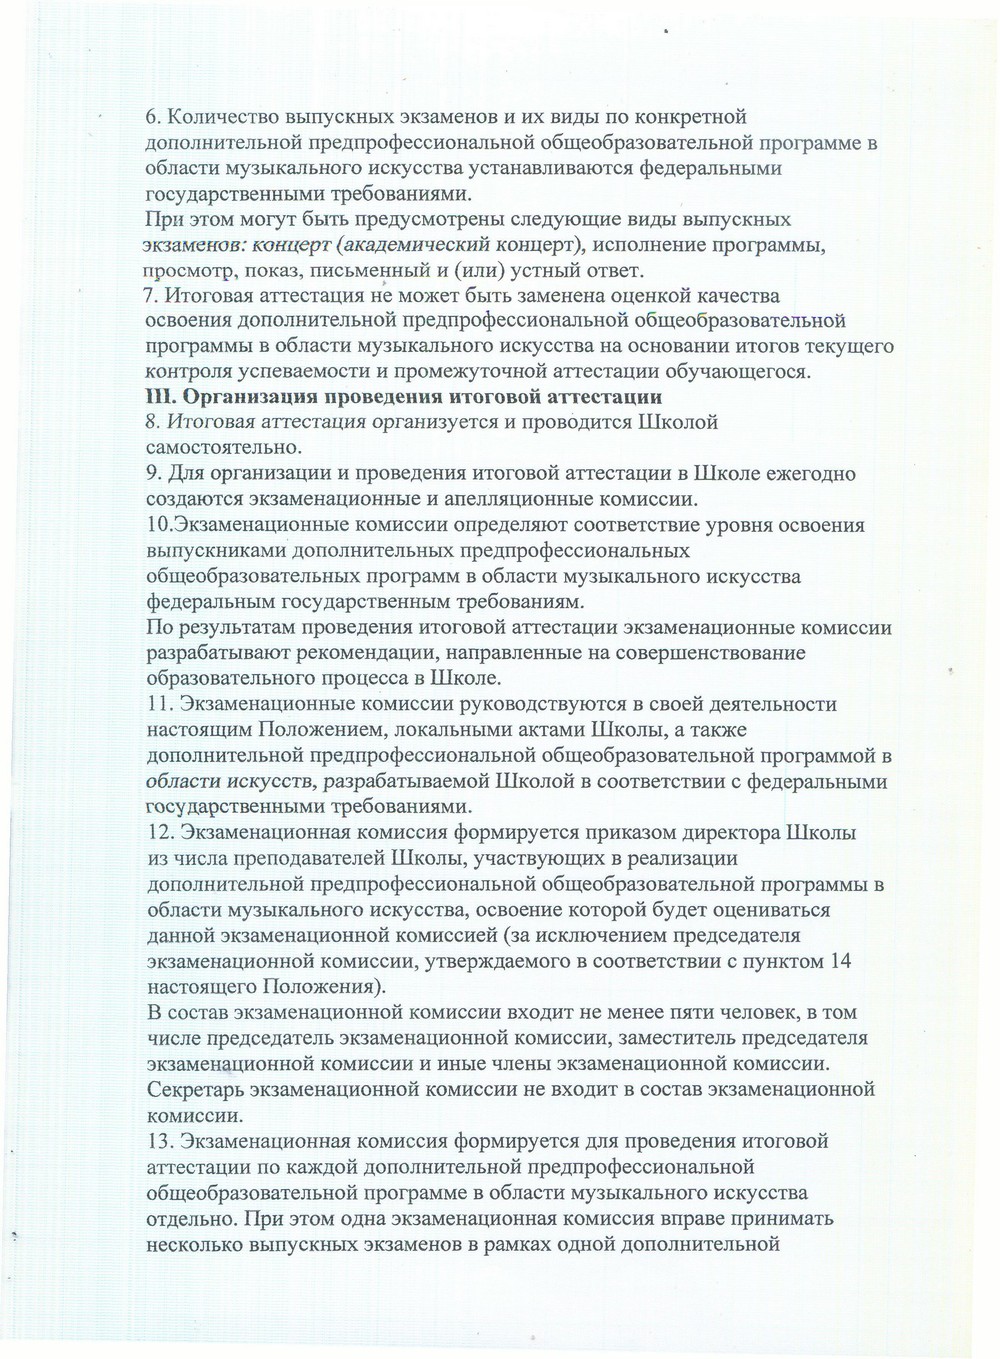 6. Количество выпускных экзаменов и их виды по конкретной
дополнительной предпрофессиональной общеобразовательной программе в
области музыкального искусства устанавливаются федеральными
государственными требованиями.
При этом могут быть предусмотрены следующие виды выпускных
экзаменов: концерт (академический концерт), исполнение программы,
просмотр, показ, письменный и (или) устный ответ.
7. Итоговая аттестация не может быть заменена оценкой качества
освоения дополнительной предпрофессиональной общеобразовательной
программы в области музыкального искусства на основании итогов текущего
контроля успеваемости и промежуточной аттестации обучающегося.
III. Организация проведения итоговой аттестации
8. Итоговая аттестация организуется и проводится Школой
самостоятельно.
9. Для организации и проведения итоговой аттестации в Школе ежегодно
создаются экзаменационные и апелляционные комиссии.
10.Экзаменационные комиссии определяют соответствие уровня освоения
выпускниками дополнительных предпрофессиональных
общеобразовательных программ в области музыкального искусства
федеральным государственным требованиям.
По результатам проведения итоговой аттестации экзаменационные комиссии
разрабатывают рекомендации, направленные на совершенствование
образовательного процесса в Школе.
11. Экзаменационные комиссии руководствуются в своей деятельности
настоящим Положением, локальными актами Школы, а также
дополнительной предпрофессиональной общеобразовательной программой в
области искусств, разрабатываемой Школой в соответствии с федеральными
государственными требованиями.
12. Экзаменационная комиссия формируется приказом директора Школы
из числа преподавателей Школы, участвующих в реализации
дополнительной предпрофессиональной общеобразовательной программы в
области музыкального искусства, освоение которой будет оцениваться
данной экзаменационной комиссией (за исключением председателя
экзаменационной комиссии, утверждаемого в соответствии с пунктом 14
настоящего Положения).
В состав экзаменационной комиссии входит не менее пяти человек, в том
числе председатель экзаменационной комиссии, заместитель председателя
экзаменационной комиссии и иные члены экзаменационной комиссии.
Секретарь экзаменационной комиссии не входит в состав экзаменационной
комиссии.
13. Экзаменационная комиссия формируется для проведения итоговой
аттестации по каждой дополнительной предпрофессиональной
общеобразовательной программе в области музыкального искусства
отдельно. При этом одна экзаменационная комиссия вправе принимать
несколько выпускных экзаменов в рамках одной дополнительной